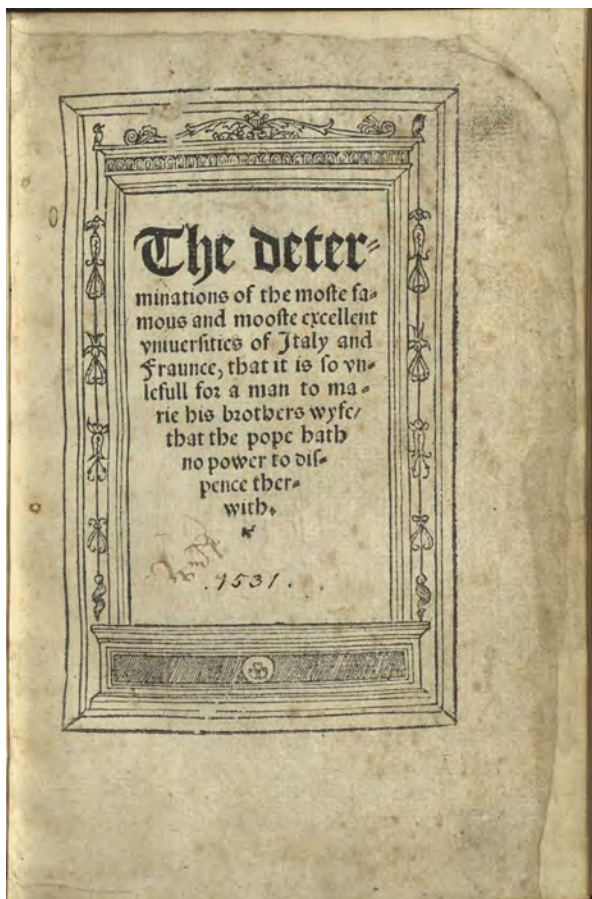 The deter⸗
minations of the moſte fa⸗
mous and mooſte excellent
vniuerſities of Italy and
Fraunce, that it is ſo vn⸗
lefull foꝛ a man to ma⸗
rie his bꝛothers wyfe/
that the pope hath
no power to diſ⸗
pence ther⸗
with.
.1531.